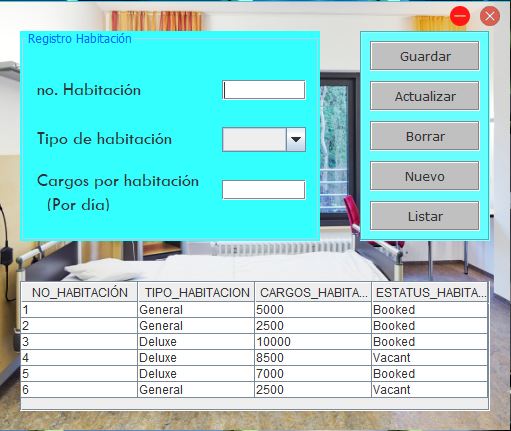 Registro Habitación
no. Habitación
Tipo de habitación
Cargos por habitación
(Por día)
Guardar
Actualizar
Borrar
Nuevo
Listar
NO_HABITACIÓN TIPO_HABITACION CARGOS_HABITA... ESTATUS_HABITA...
1 General 5000 Booked
2 General 2500 Booked
3 Deluxe 10000 Booked
4 Deluxe 8500 Vacant
5 Deluxe 7000 Booked
6 General 2500 Vacant